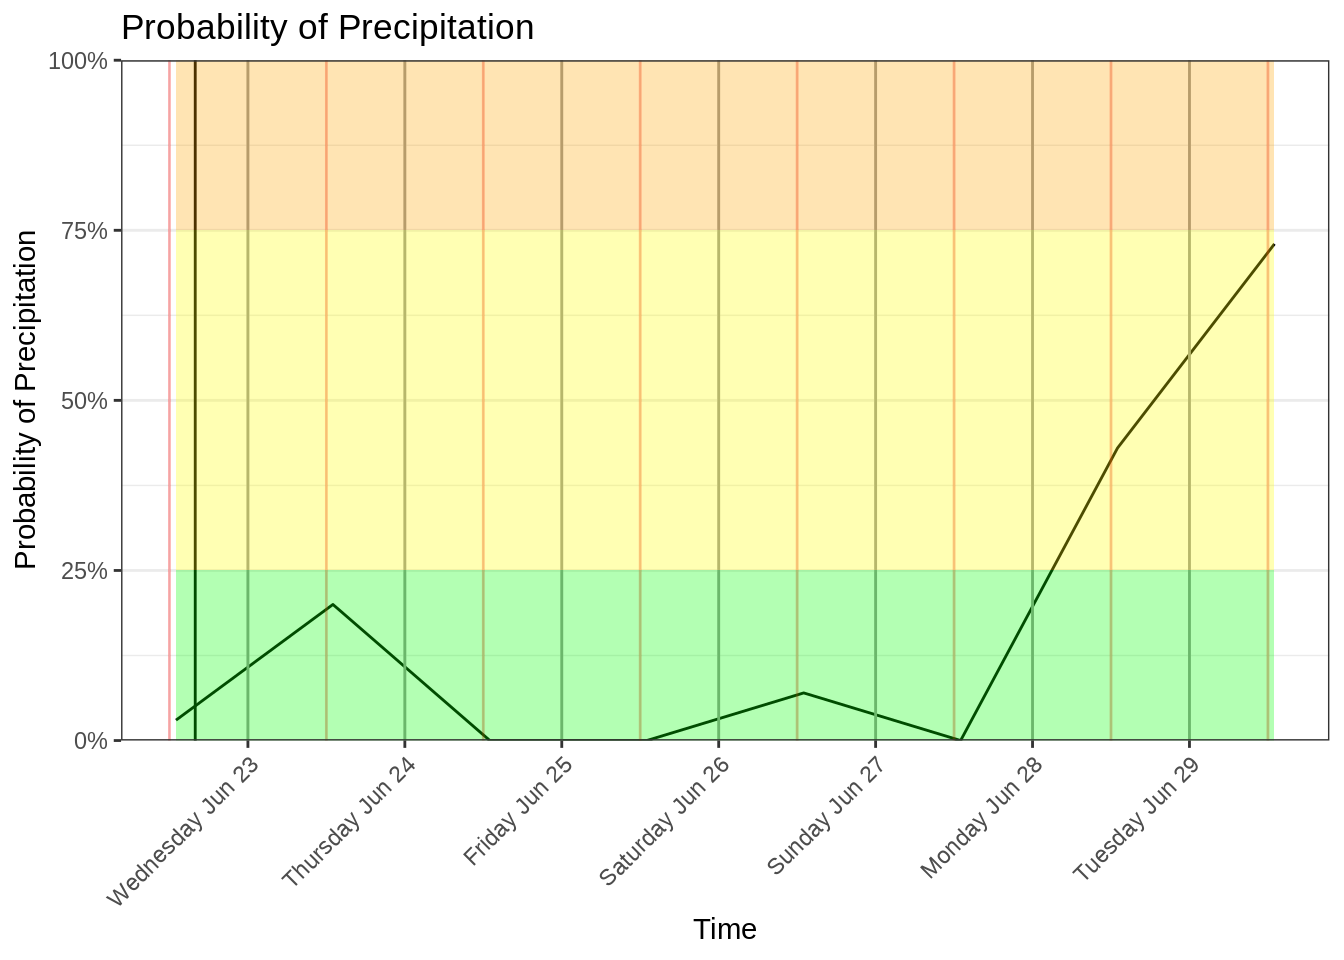 Probability of Precipitation
Probability of Precipitation
100%
75%
50%
25%
0%
Wednesday Jun 23
Thursday Jun 24
Friday Jun 25
Saturday Jun 26
Sunday Jun 27
Monday Jun 28
Tuesday Jun 29
Time